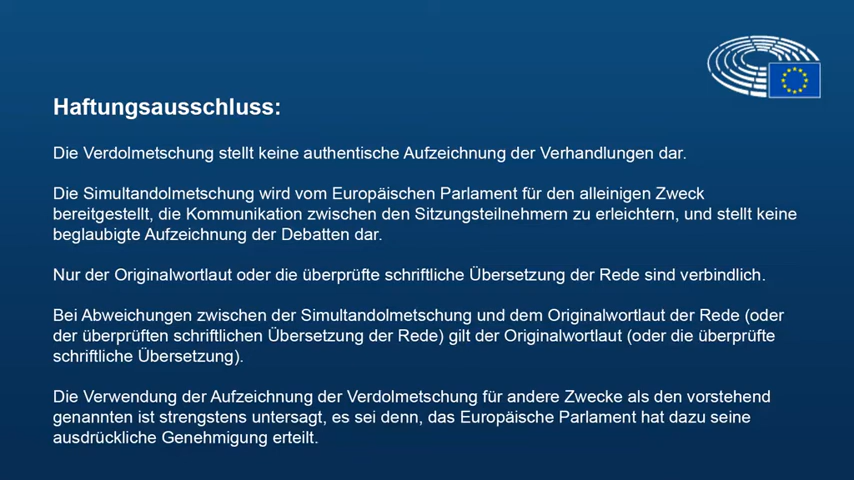 Haftungsausschluss:
Die Verdolmetschung stellt keine authentische Aufzeichnung der Verhandlungen dar.
Die Simultandolmetschung wird vom Europäischen Parlament für den alleinigen Zweck
bereitgestellt, die Kommunikation zwischen den Sitzungsteilnehmern zu erleichtern, und stellt keine
beglaubigte Aufzeichnung der Debatten dar.
Nur der Originalwortlaut oder die überprüfte schriftliche Übersetzung der Rede sind verbindlich.
Bei Abweichungen zwischen der Simultandolmetschung und dem Originalwortlaut der Rede (oder
der überprüften schriftlichen Übersetzung der Rede) gilt der Originalwortlaut (oder die überprüfte
schriftliche Übersetzung).
Die Verwendung der Aufzeichnung der Verdolmetschung für andere Zwecke als den vorstehend
genannten ist strengstens untersagt, es sei denn, das Europäische Parlament hat dazu seine
ausdrückliche Genehmigung erteilt.